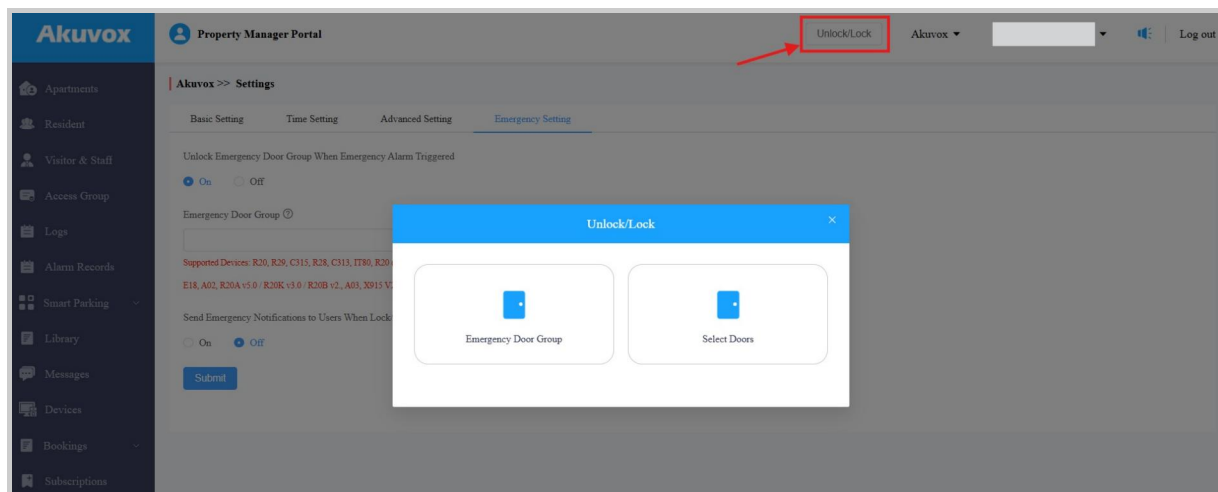 Akuvox
Property Manager Portal
Unlock/Lock
Akuvox
Log out
Apartments
Resident
Visitor & Staff
Access Group
Logs
Alarm Records
Smart Parking
Library
Messages
Devices
Bookings
Subscriptions
Akuvox >> Settings
Basic Setting
Time Setting
Advanced Setting
Emergency Setting
Unlock Emergency Door Group When Emergency Alarm Triggered
On
Off
Emergency Door Group
Supported Devices: R20, R29, C315, R28, C313, IT80, R20
E18, A02, R20A v5.0 / R20K v3.0 / R20B v2., A03, X915 V
Send Emergency Notifications to Users When Lock/
On
Off
Submit
Unlock/Lock
Emergency Door Group
Select Doors